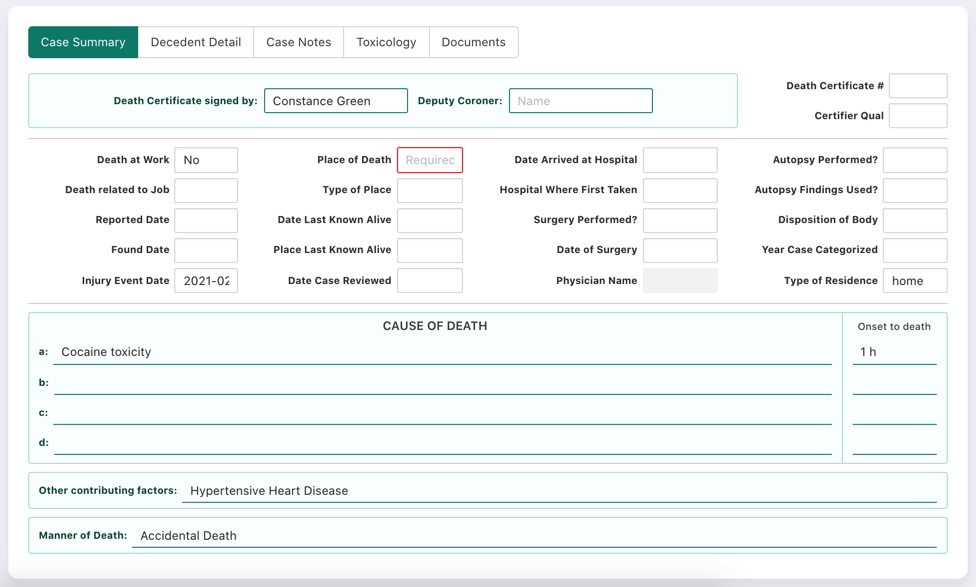 Case Summary Decedent Detail Case Notes Toxicology Documents
Death Certificate signed by: Constance Green Deputy Coroner: Name
Death Certificate #
Certifier Qual
Death at Work No Place of Death Required Date Arrived at Hospital Autopsy Performed?
Death related to Job Type of Place Hospital Where First Taken Autopsy Findings Used?
Reported Date Date Last Known Alive Surgery Performed? Disposition of Body
Found Date Place Last Known Alive Date of Surgery Year Case Categorized
Injury Event Date 2021-02 Date Case Reviewed Physician Name Type of Residence home
CAUSE OF DEATH Onset to death
a: Cocaine toxicity 1 h
b:
c:
d:
Other contributing factors: Hypertensive Heart Disease
Manner of Death: Accidental Death